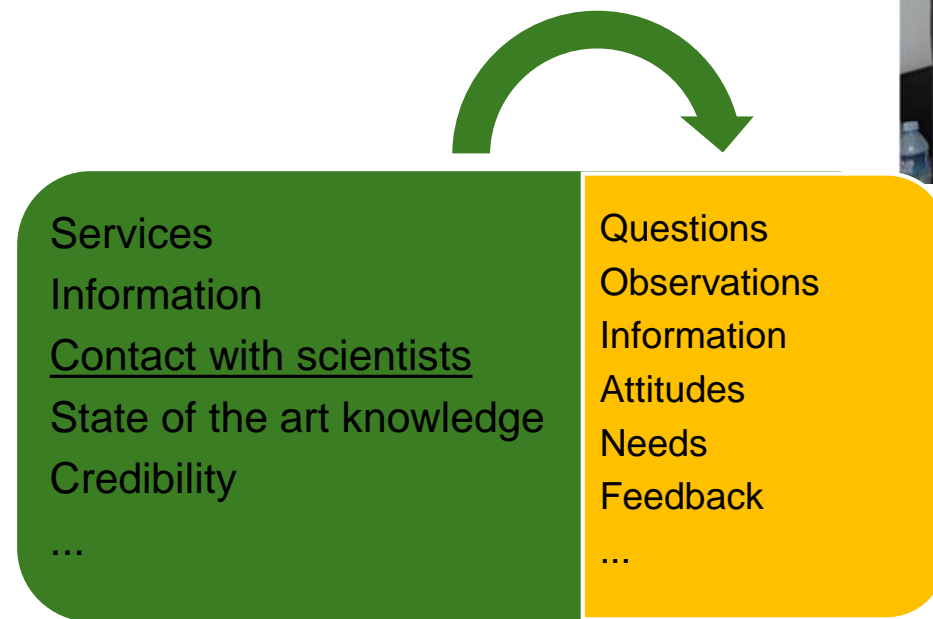 Services
Information
Contact with scientists
State of the art knowledge
Credibility
...
Questions
Observations
Information
Attitudes
Needs
Feedback
...